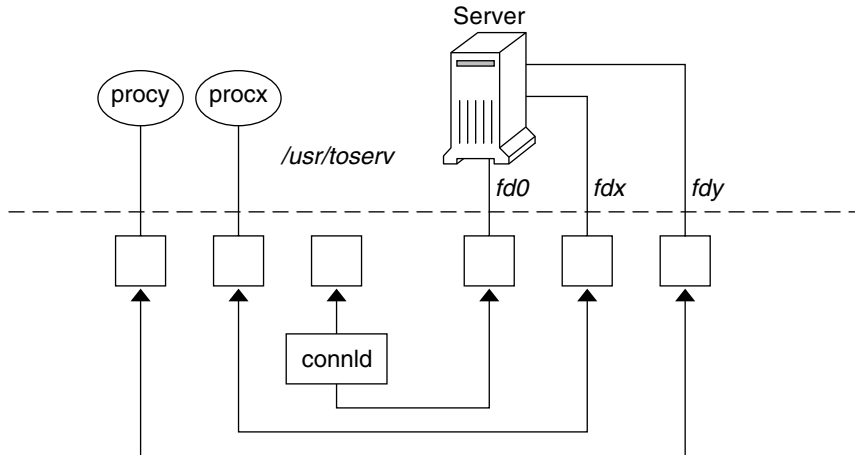 Server
procy
procx
/usr/toserv
fd0
fdx
fdy
connld